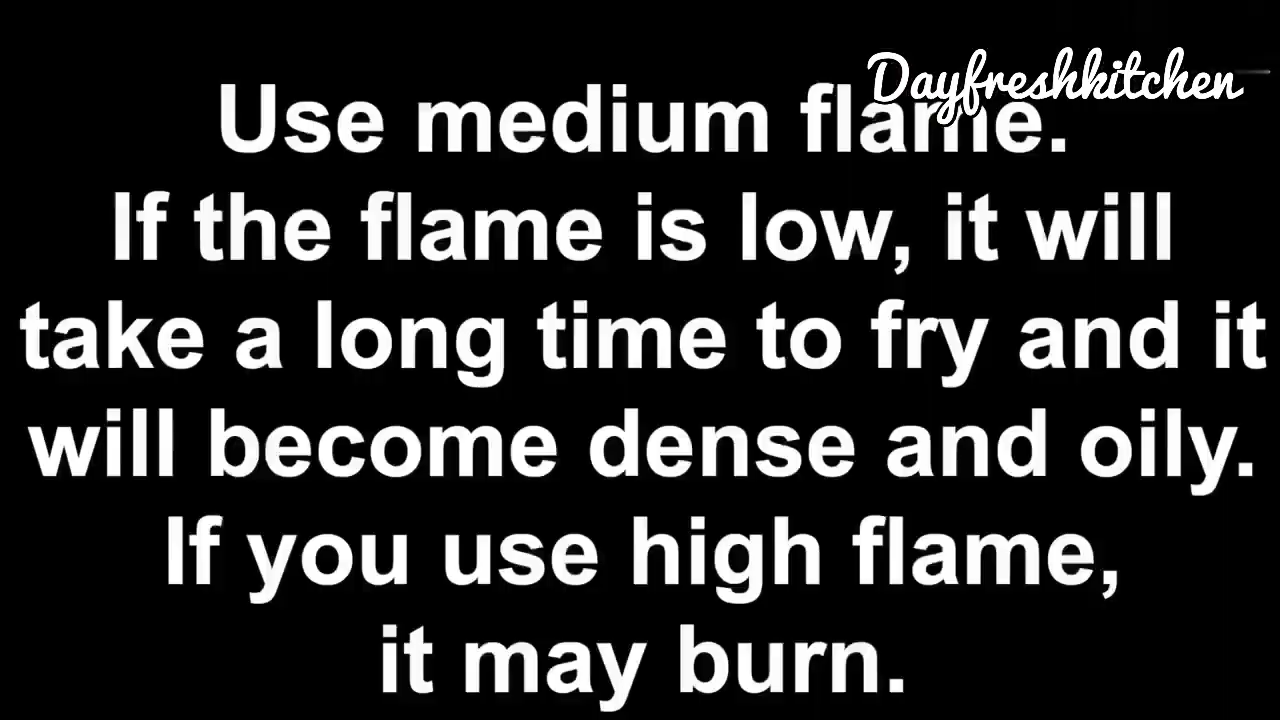 Dayfreshkitchen
Use medium flame.
If the flame is low, it will
take a long time to fry and it
will become dense and oily.
If you use high flame,
it may burn.